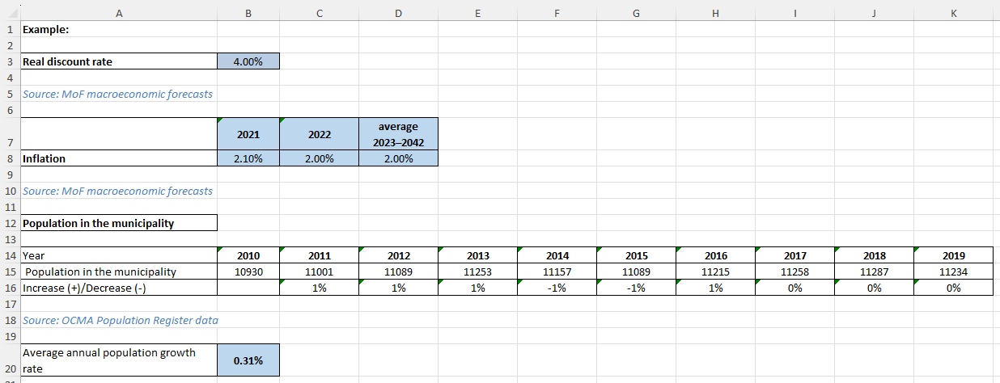 A B C D E F G H I J K
1 Example:
2
3 Real discount rate 4.00%
4
5 Source: MoF macroeconomic forecasts
6
7 2021 2022 average 2023–2042
8 Inflation 2.10% 2.00% 2.00%
9
10 Source: MoF macroeconomic forecasts
11
12 Population in the municipality
13
14 Year 2010 2011 2012 2013 2014 2015 2016 2017 2018 2019
15 Population in the municipality 10930 11001 11089 11253 11157 11089 11215 11258 11287 11234
16 Increase (+)/Decrease (-) 1% 1% 1% -1% -1% 1% 0% 0% 0%
17
18 Source: OCMA Population Register data
19
Average annual population growth
20 rate 0.31%